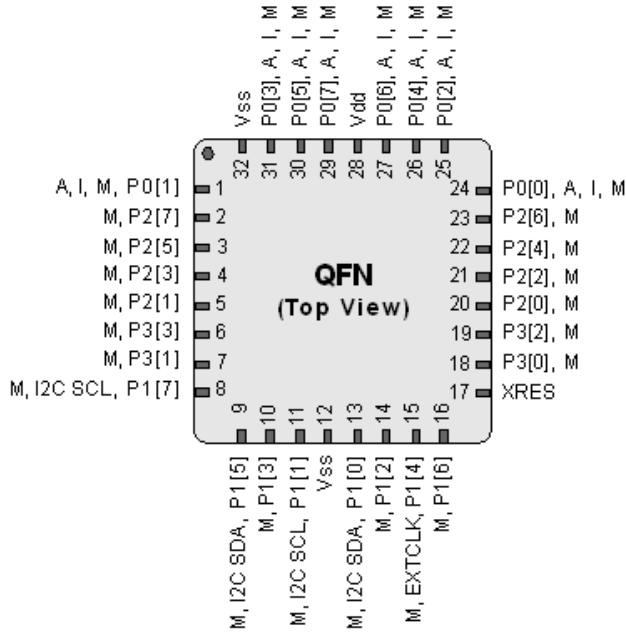 Vss
P0[3], A, I, M
P0[5], A, I, M
P0[7], A, I, M
Vdd
P0[6], A, I, M
P0[4], A, I, M
P0[2], A, I, M
32
31
30
29
28
27
26
25
A, I, M, P0[1]
1
M, P2[7]
2
M, P2[5]
3
M, P2[3]
4
M, P2[1]
5
M, P3[3]
6
M, P3[1]
7
M, I2C SCL, P1[7]
8
QFN
(Top View)
24
P0[0], A, I, M
23
P2[6], M
22
P2[4], M
21
P2[2], M
20
P2[0], M
19
P3[2], M
18
P3[0], M
17
XRES
9
10
11
12
13
14
15
16
M, I2C SDA, P1[5]
M, P1[3]
M, I2C SCL, P1[1]
Vss
M, I2C SDA, P1[0]
M, P1[2]
M, EXTCLK, P1[4]
M, P1[6]